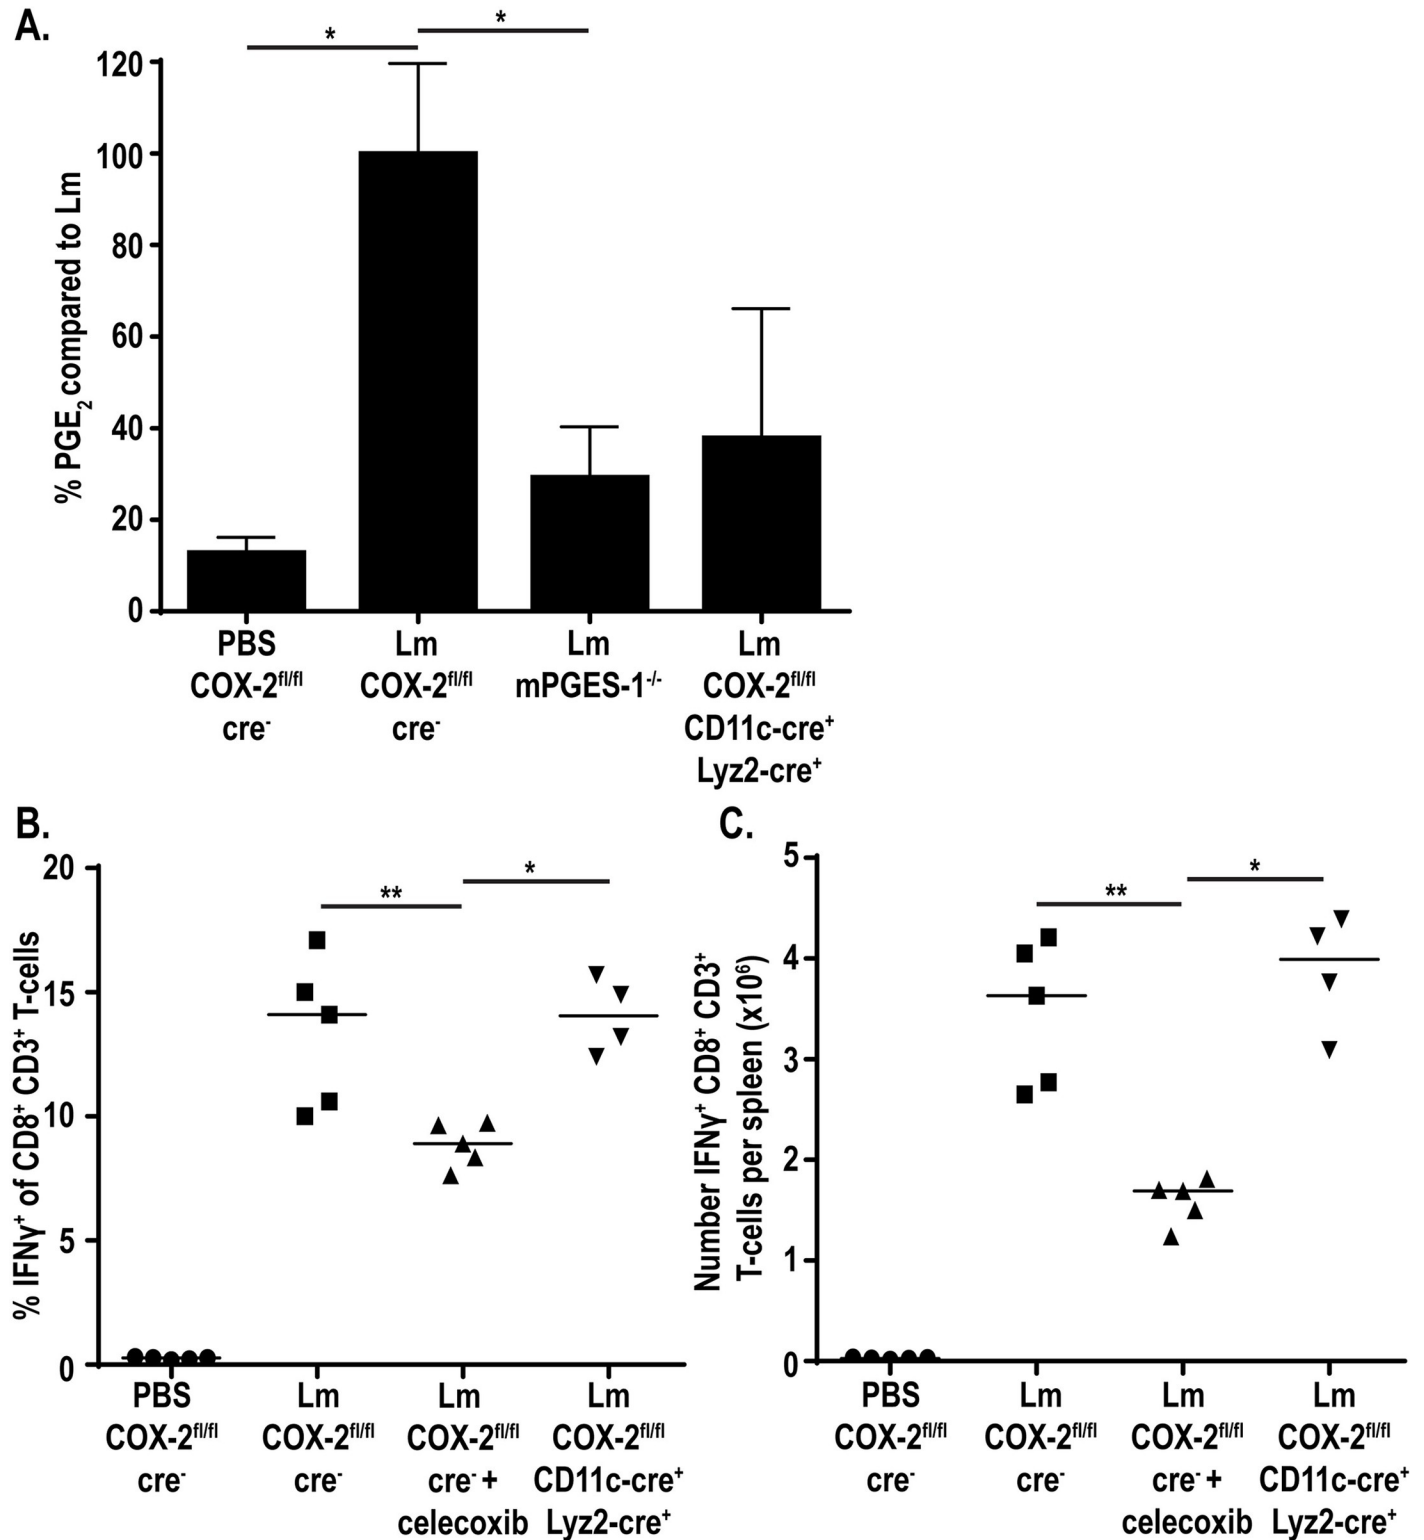 A.
* *
120
100
80
60
40
20
0
% PGE₂ compared to Lm
PBS Lm Lm Lm
COX-2fl/fl COX-2fl/fl mPGES-1-/- COX-2fl/fl
cre- cre- CD11c-cre+
Lyz2-cre+
B.
** *
20
15
10
5
0
% IFNγ+ of CD8+ CD3+ T-cells
PBS Lm Lm Lm
COX-2fl/fl COX-2fl/fl COX-2fl/fl COX-2fl/fl
cre- cre- cre- + CD11c-cre+
celecoxib Lyz2-cre+
C.
** *
5
4
3
2
1
0
Number IFNγ+ CD8+ CD3+
T-cells per spleen (x10⁶)
PBS Lm Lm Lm
COX-2fl/fl COX-2fl/fl COX-2fl/fl COX-2fl/fl
cre- cre- cre- + CD11c-cre+
celecoxib Lyz2-cre+